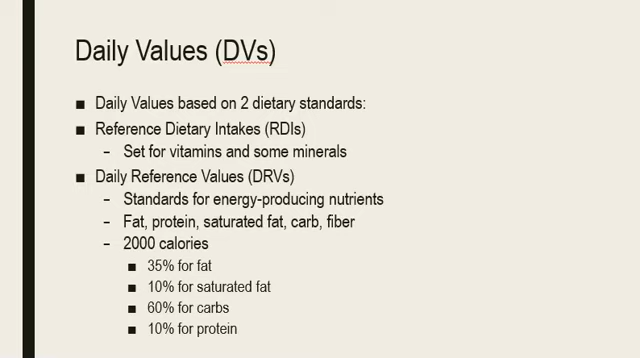 Daily Values (DVs)
■ Daily Values based on 2 dietary standards:
■ Reference Dietary Intakes (RDIs)
– Set for vitamins and some minerals
■ Daily Reference Values (DRVs)
– Standards for energy-producing nutrients
– Fat, protein, saturated fat, carb, fiber
– 2000 calories
■ 35% for fat
■ 10% for saturated fat
■ 60% for carbs
■ 10% for protein